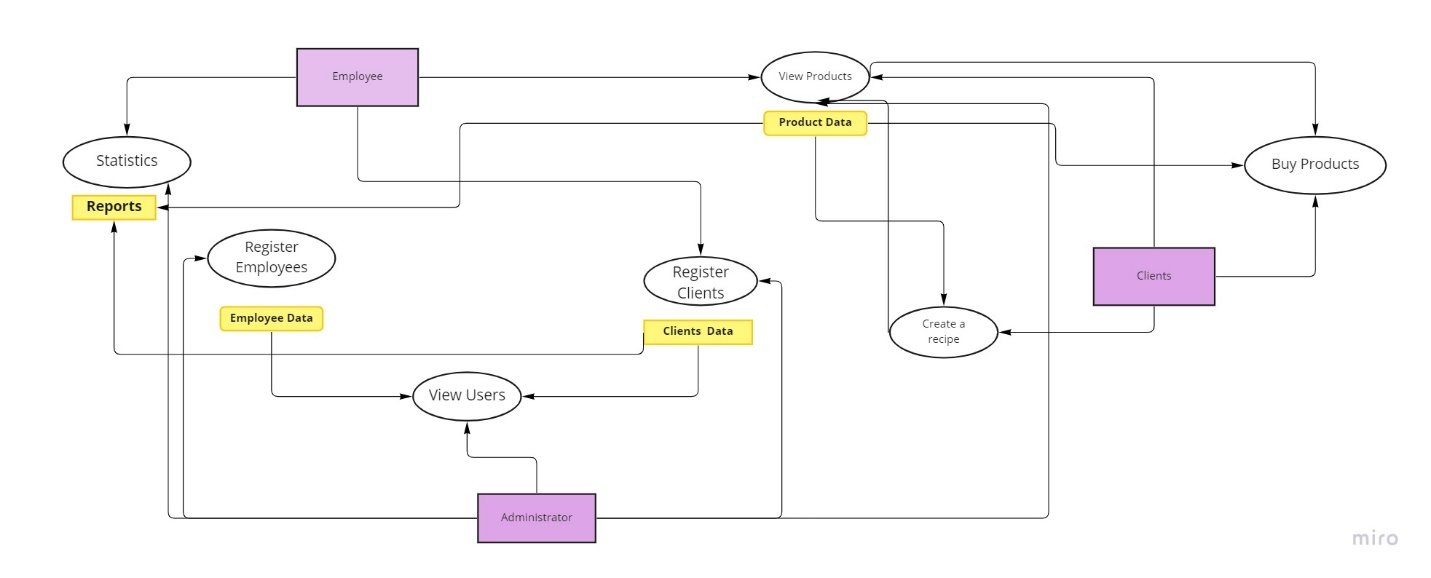 Employee
View Products
Product Data
Statistics
Buy Products
Reports
Register
Employees
Register
Clients
Clients
Employee Data
Clients Data
Create a
recipe
View Users
Administrator
miro